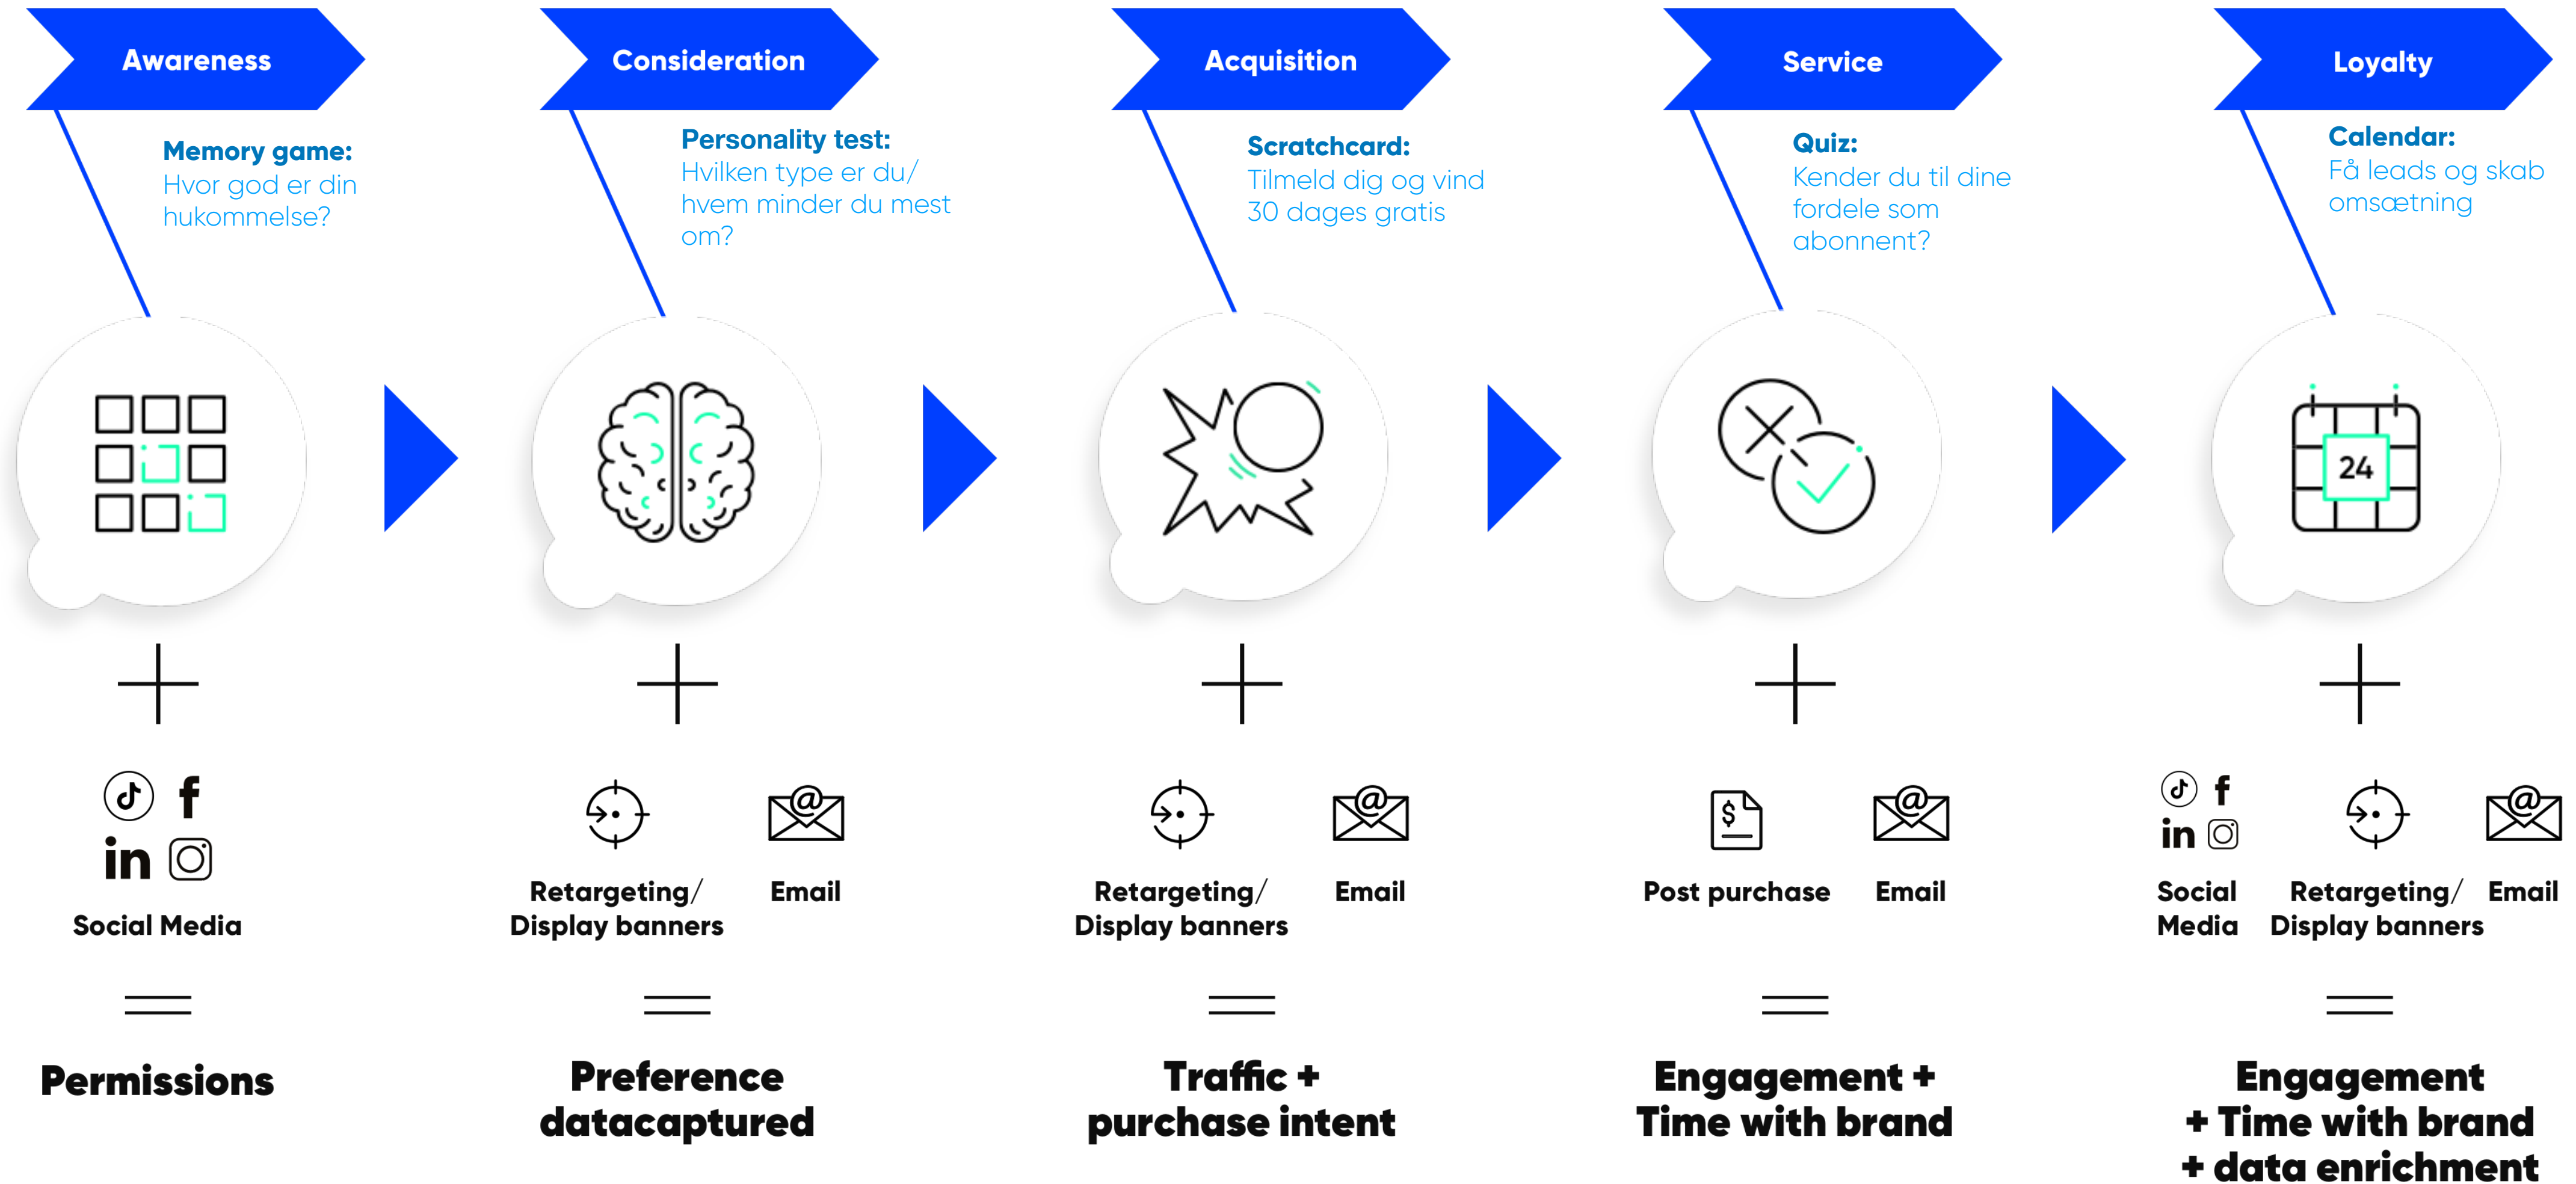 Awareness
Memory game:
Hvor god er din
hukommelse?
Social Media
Permissions
Consideration
Personality test:
Hvilken type er du/
hvem minder du mest
om?
Retargeting/
Display banners
@
Email
Preference
datacaptured
Acquisition
Scratchcard:
Tilmeld dig og vind
30 dages gratis
Retargeting/
Display banners
@
Email
Traffic +
purchase intent
Service
Quiz:
Kender du til dine
fordele som
abonnent?
$
Post purchase
@
Email
Engagement +
Time with brand
Loyalty
Calendar:
Få leads og skab
omsætning
24
Social
Media
Retargeting/
Display banners
@
Email
Engagement
+ Time with brand
+ data enrichment